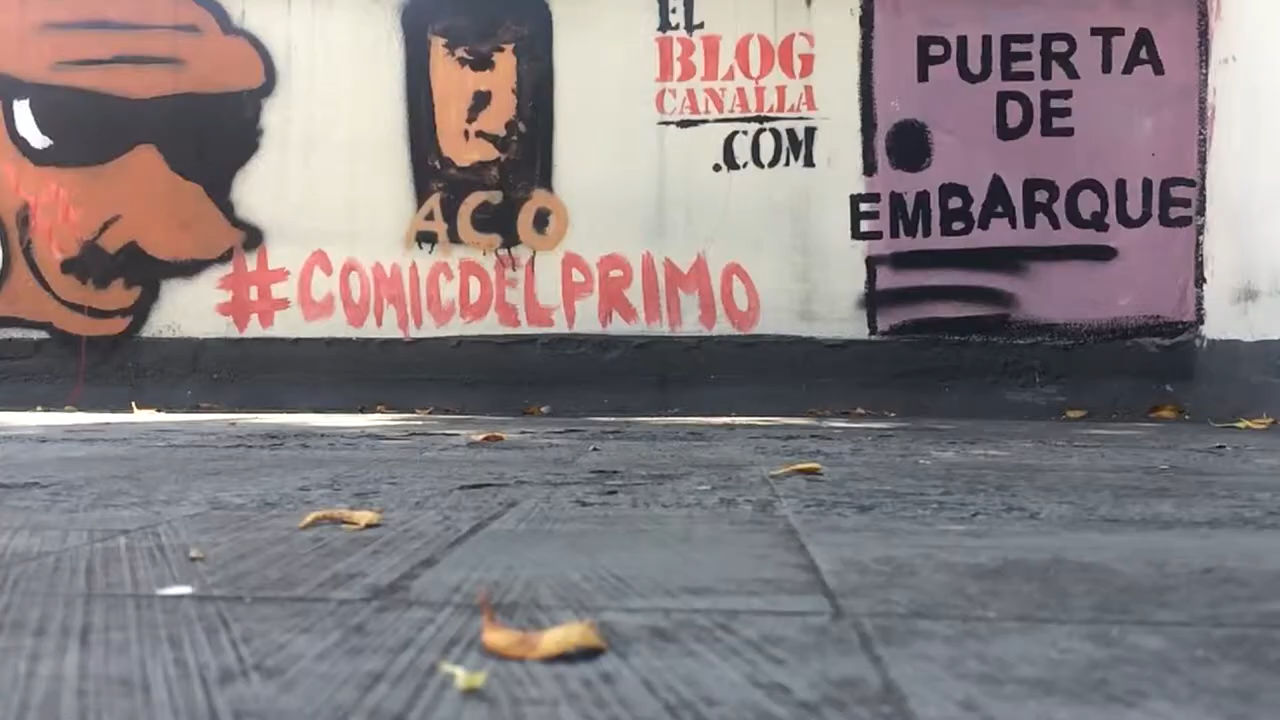 EL
BLOG
CANALLA
.COM
PUERTA
DE
EMBARQUE
ACO
#COMICDELPRIMO